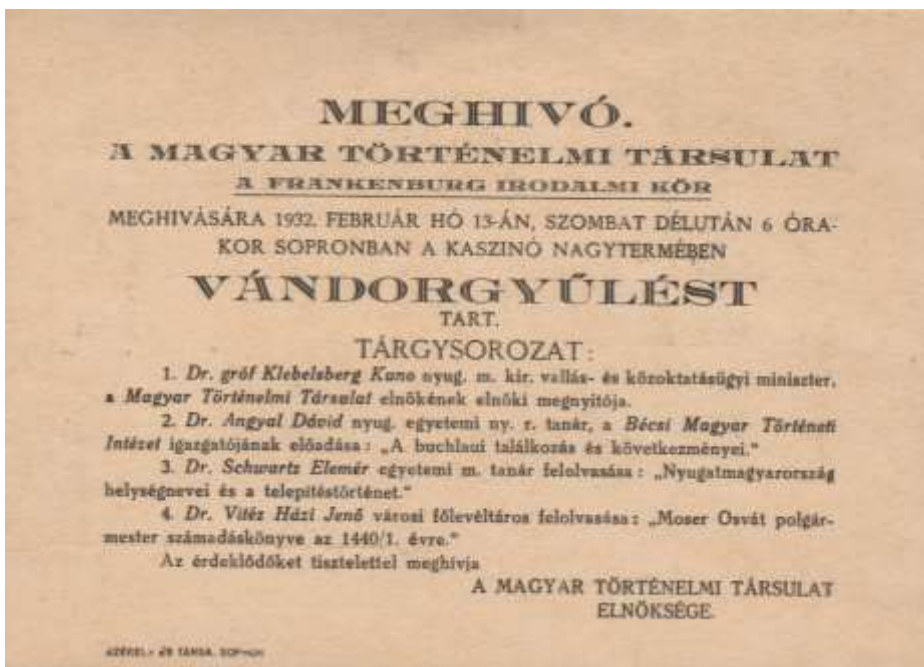 MEGHIVÓ.
A MAGYAR TÖRTÉNELMI TÁRSULAT
A FRANKENBURG IRODALMI KÖR
MEGHIVÁSÁRA 1932. FEBRUÁR HÓ 13-ÁN, SZOMBAT DÉLUTÁN 6 ÓRA-
KOR SOPRONBAN A KASZINÓ NAGYTERMÉBEN
VÁNDORGYŰLÉST
TART.
TÁRGYSOROZAT:
1. Dr. gróf Klebelsberg Kuno nyug. m. kir. vallás- és közoktatásügyi miniszter,
a Magyar Történelmi Társulat elnökének elnöki megnyitója.
2. Dr. Angyal Dávid nyug. egyetemi ny. r. tanár, a Bécsi Magyar Történeti
Intézet igazgatójának előadása: „A buchlaui találkozás és következményei."
3. Dr. Schwartz Elemér egyetemi m. tanár felolvasása: „Nyugatmagyarország
helységnevei és a telepitéstörténet."
4. Dr. Vitéz Házi Jenő városi főlevéltáros felolvasása: „Moser Osvát polgár-
mester számadáskönyve az 1440/1. évre."
Az érdeklődőket tisztelettel meghivja
A MAGYAR TÖRTÉNELMI TÁRSULAT
ELNÖKSÉGE.
ÉS TÁRSA, SOPRON